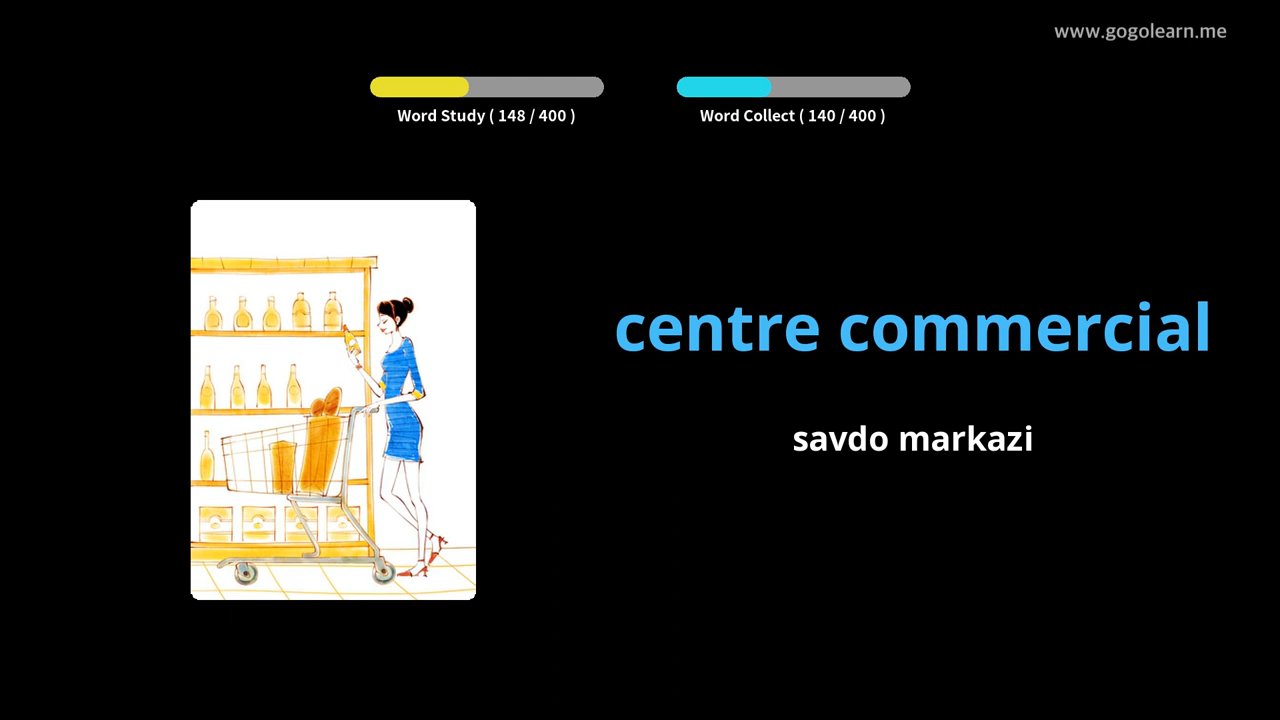 www.gogolearn.me
Word Study ( 148 / 400 )
Word Collect ( 140 / 400 )
centre commercial
savdo markazi